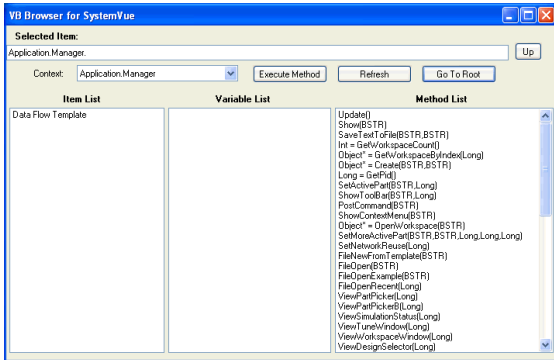 VB Browser for SystemVue
Selected Item:
Application.Manager.
Up
Context:
Application.Manager
Execute Method
Refresh
Go To Root
Item List
Variable List
Method List
Data Flow Template
Update()
Show(BSTR)
SaveTextToFile(BSTR,BSTR)
Int = GetWorkspaceCount()
Object* = GetWorkspaceByIndex(Long)
Object* = Create(BSTR,BSTR)
Long = GetPid()
SetActivePart(BSTR,Long)
ShowToolBar(BSTR,Long)
PostCommand(BSTR)
ShowContextMenu(BSTR)
Object* = OpenWorkspace(BSTR)
SetMoreActivePart(BSTR,BSTR,Long,Long,Long)
SetNetworkReuse(Long)
FileNewFromTemplate(BSTR)
FileOpen(BSTR)
FileOpenExample(BSTR)
FileOpenRecent(Long)
ViewPartPicker(Long)
ViewPartPickerB(Long)
ViewSimulationStatus(Long)
ViewTuneWindow(Long)
ViewWorkspaceWindow(Long)
ViewDesignSelector(Long)